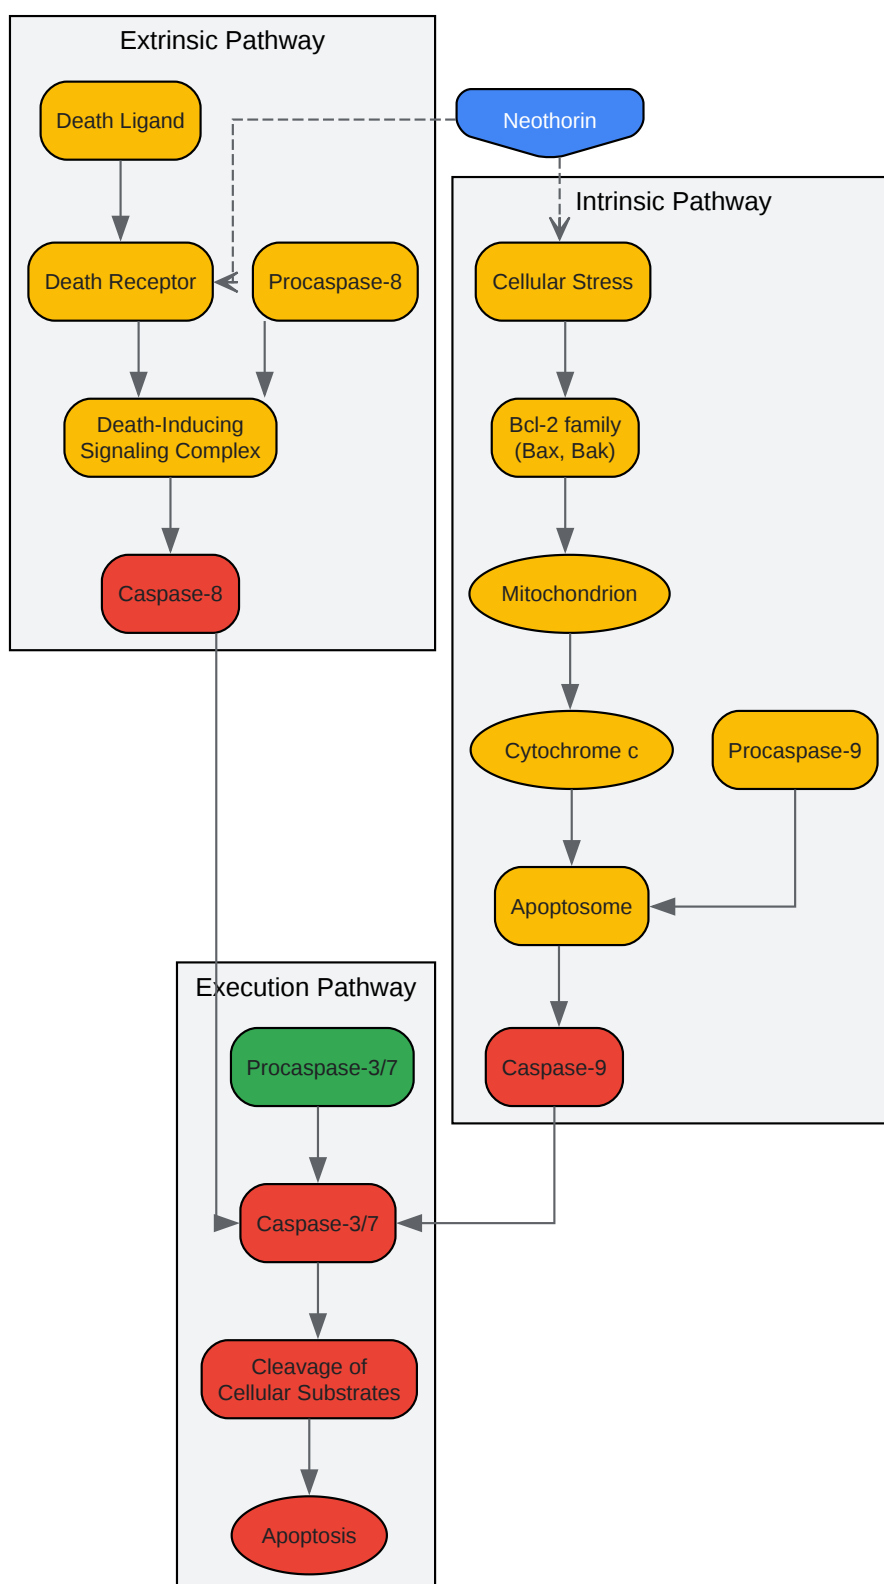 Extrinsic Pathway
Death Ligand
Neothorin
Intrinsic Pathway
Death Receptor
Procaspase-8
Cellular Stress
Death-Inducing
Signaling Complex
Bcl-2 family
(Bax, Bak)
Caspase-8
Mitochondrion
Cytochrome c
Procaspase-9
Apoptosome
Execution Pathway
Procaspase-3/7
Caspase-9
Caspase-3/7
Cleavage of
Cellular Substrates
Apoptosis